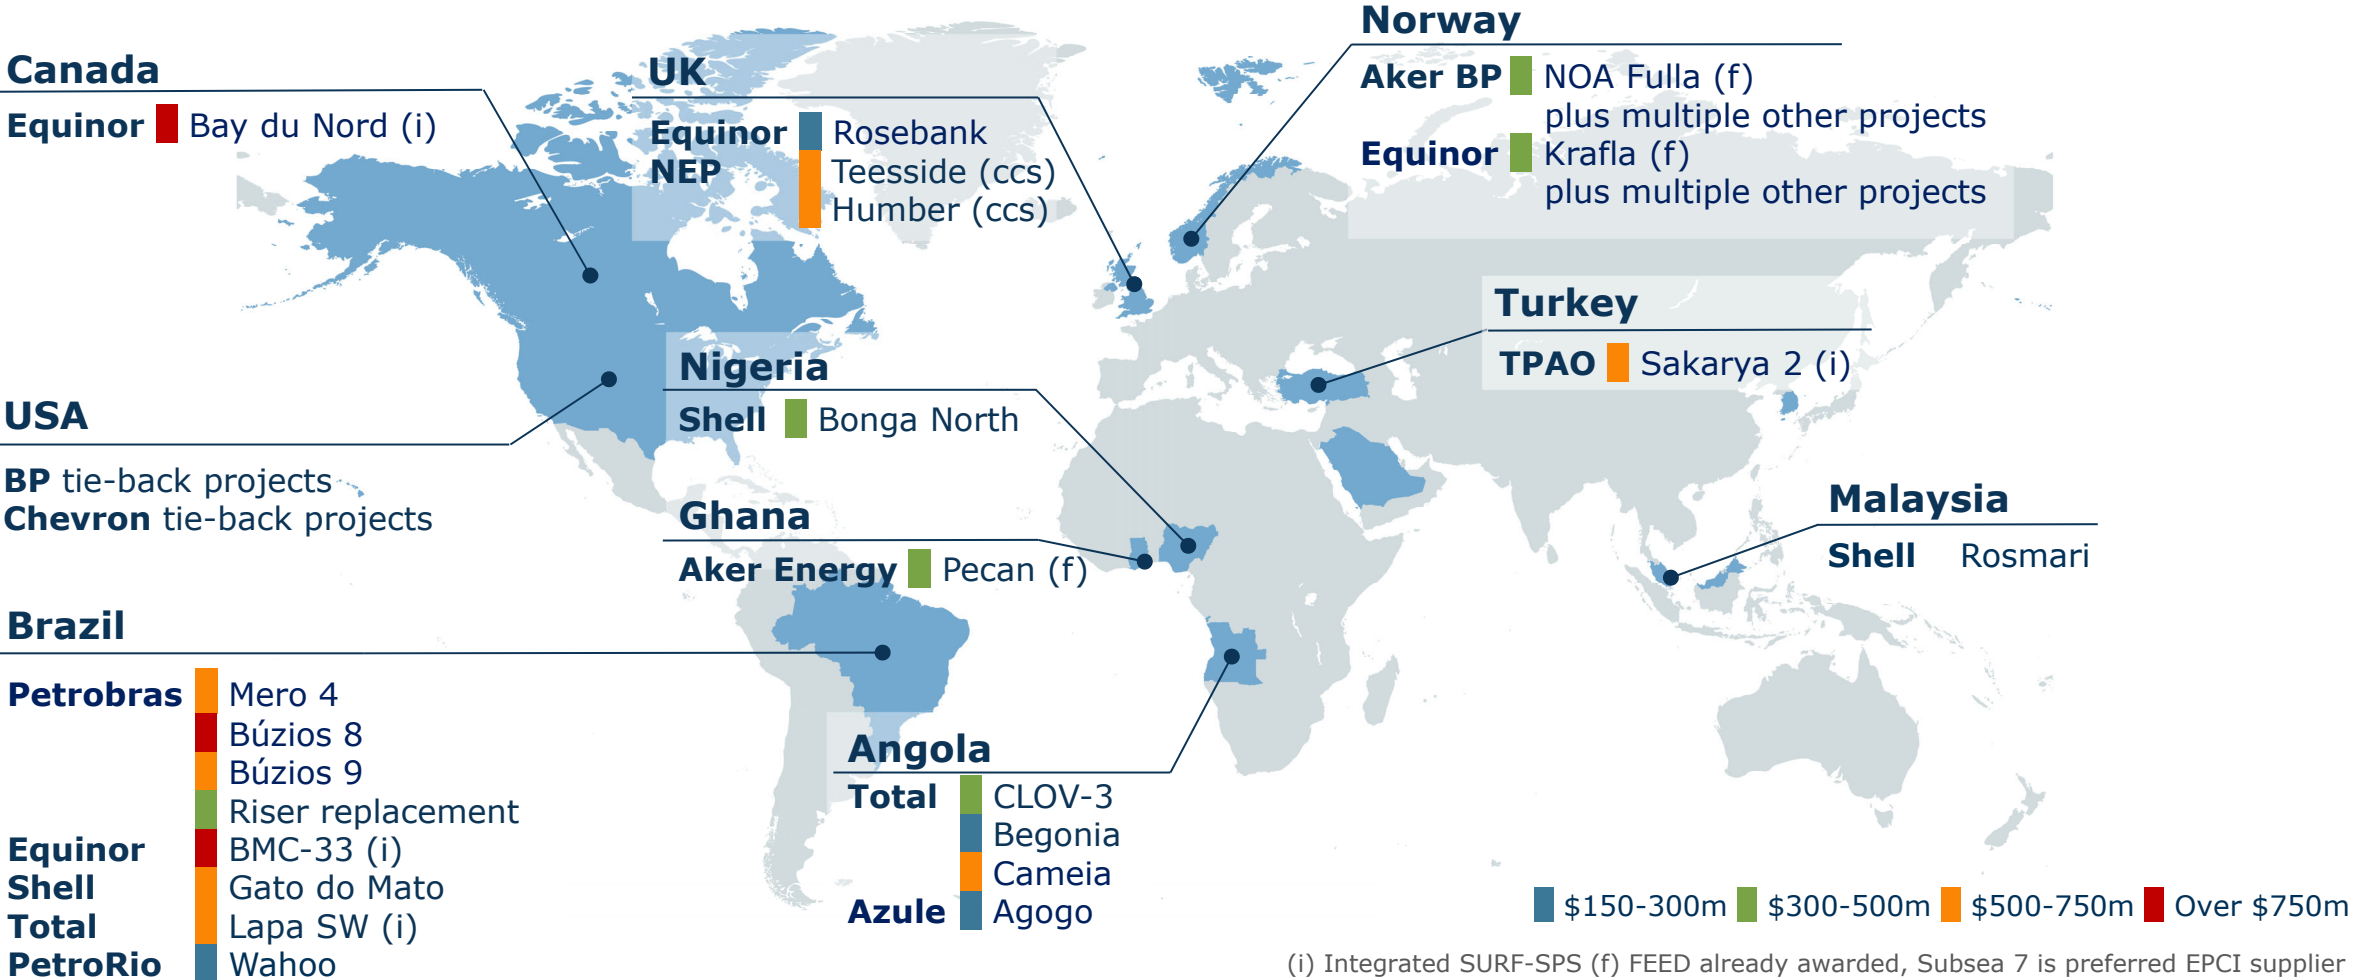 Norway
Aker BP NOA Fulla (f)
plus multiple other projects
Equinor Krafla (f)
plus multiple other projects
Canada
Equinor Bay du Nord (i)
UK
Equinor Rosebank
NEP Teesside (ccs)
Humber (ccs)
Turkey
TPAO Sakarya 2 (i)
Nigeria
Shell Bonga North
USA
BP tie-back projects
Chevron tie-back projects
Ghana
Aker Energy Pecan (f)
Malaysia
Shell Rosmari
Brazil
Petrobras Mero 4
Búzios 8
Búzios 9
Riser replacement
Equinor BMC-33 (i)
Shell Gato do Mato
Total Lapa SW (i)
PetroRio Wahoo
Angola
Total CLOV-3
Begonia
Cameia
Azule Agogo
$150-300m $300-500m $500-750m Over $750m
(i) Integrated SURF-SPS (f) FEED already awarded, Subsea 7 is preferred EPCI supplier